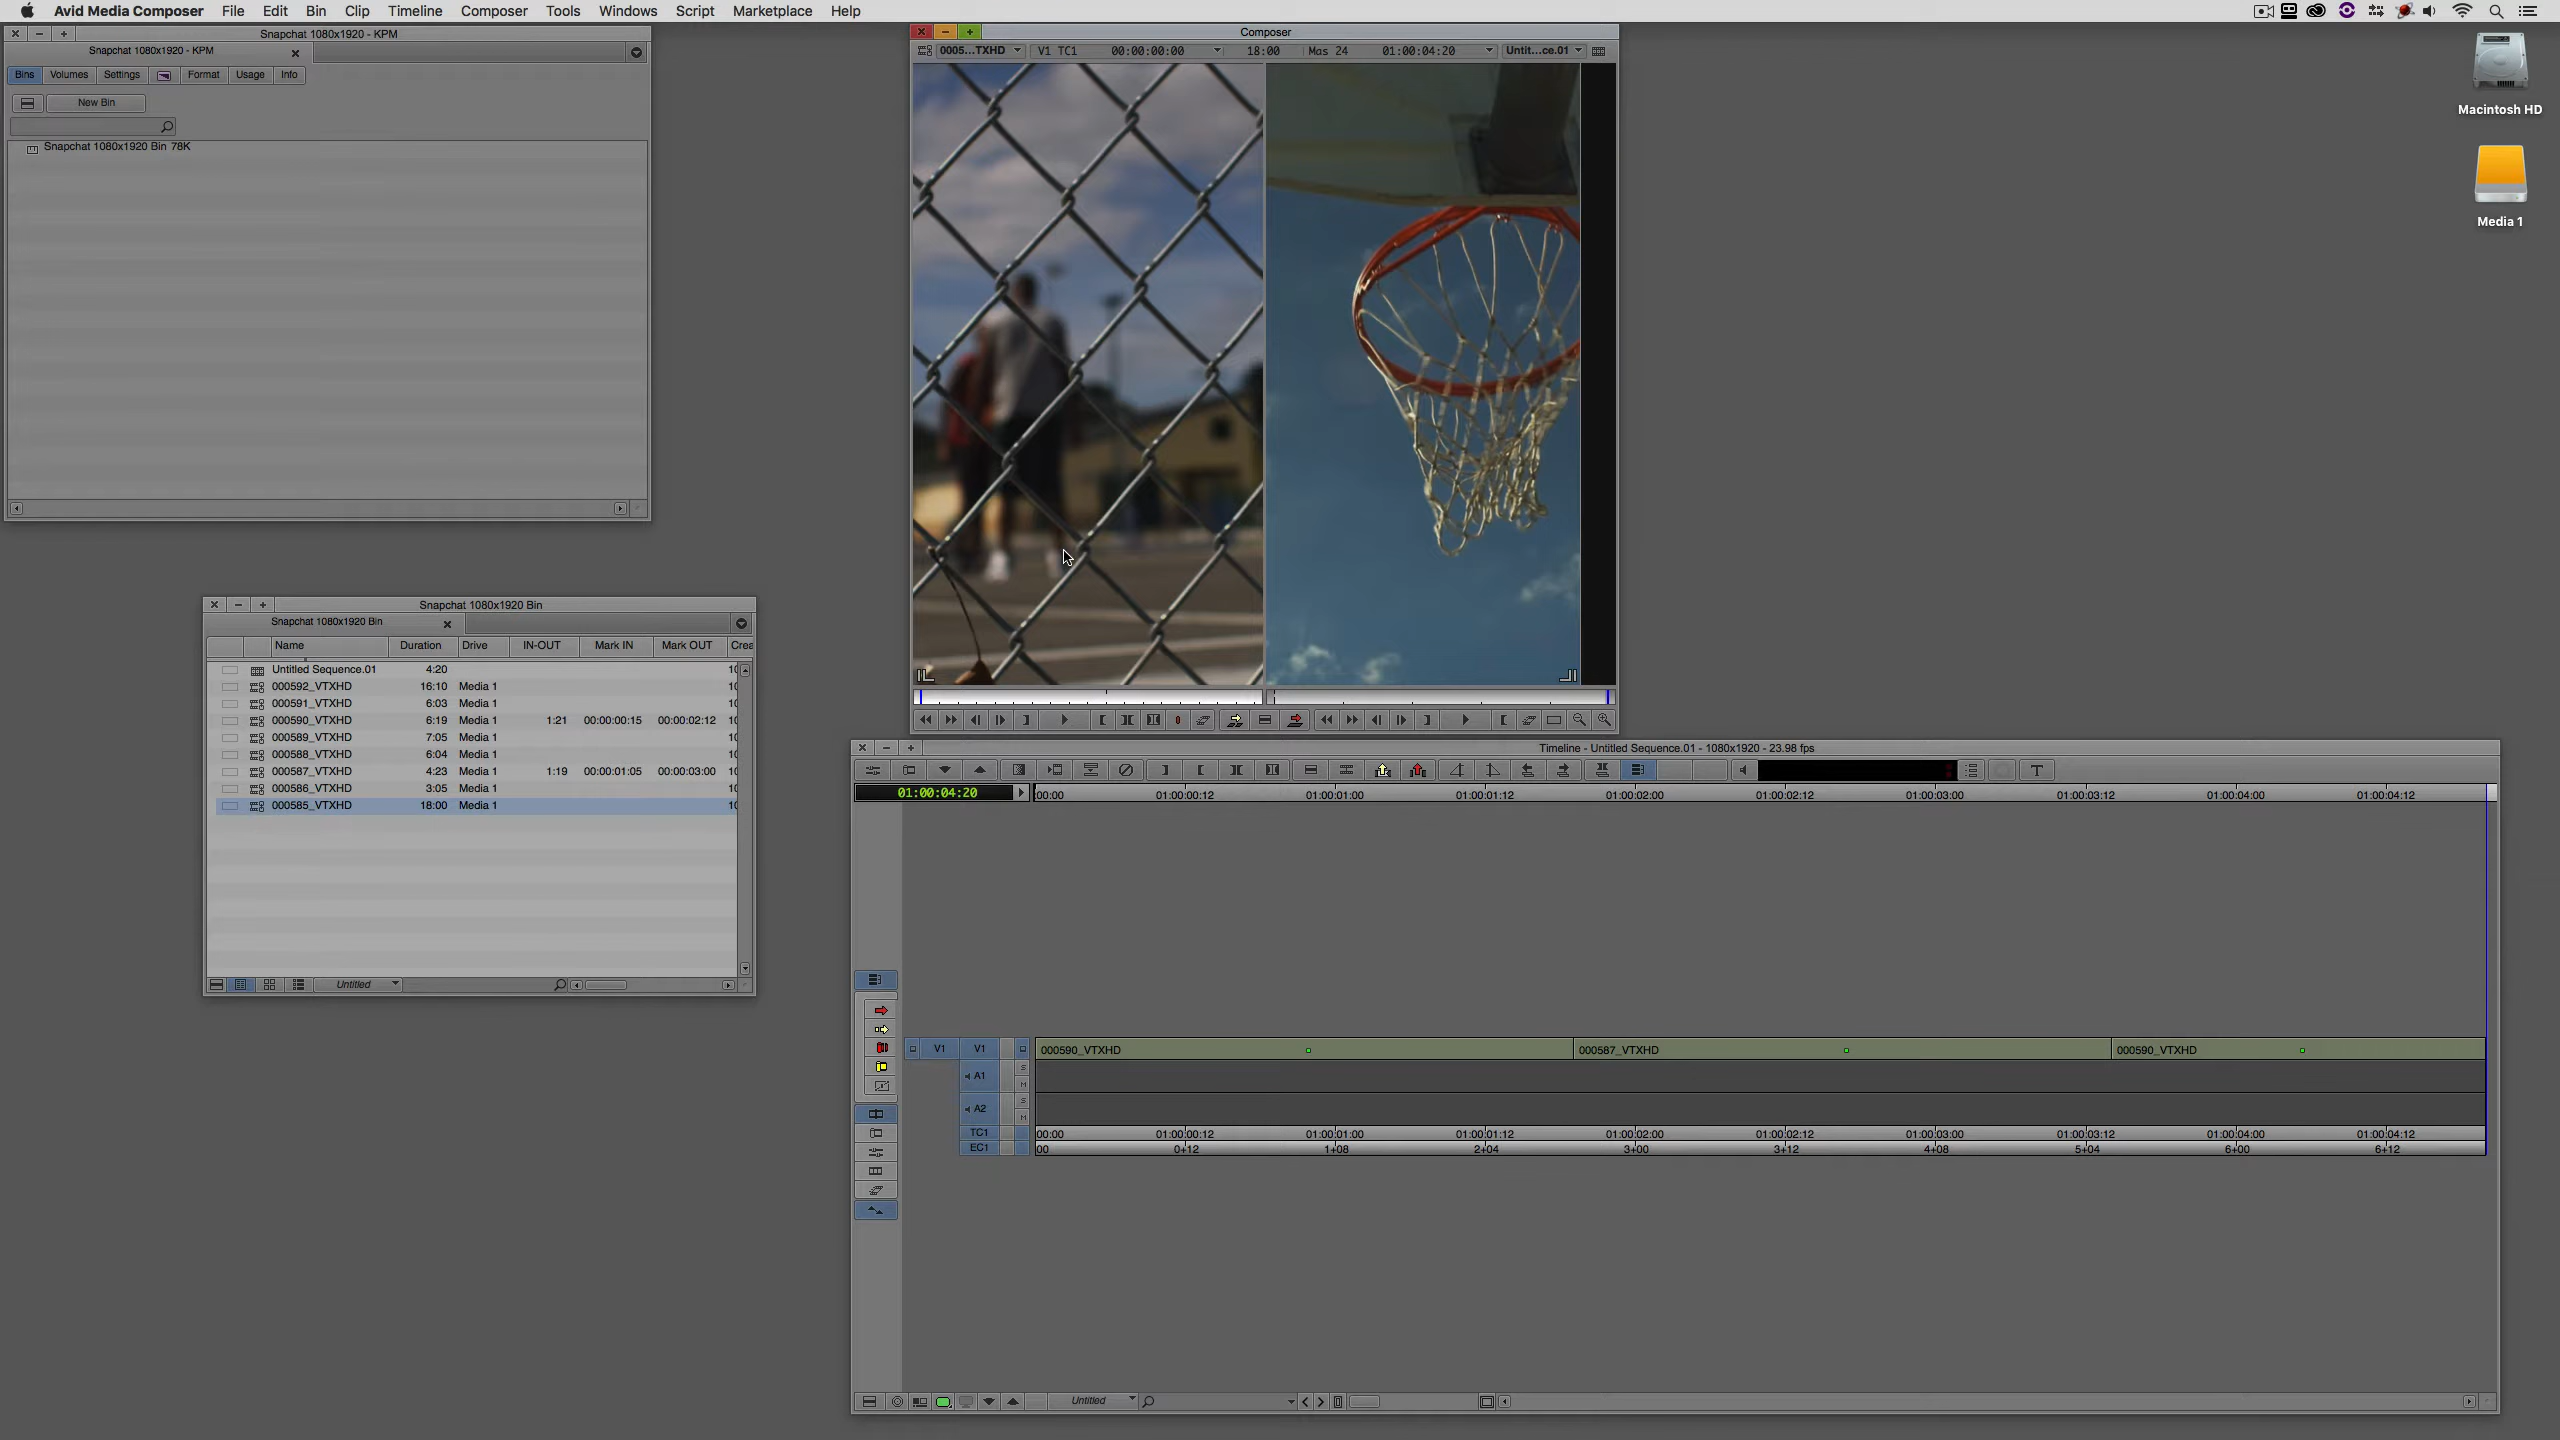 Avid Media Composer File Edit Bin Clip Timeline Composer Tools Windows Script Marketplace Help
Snapchat 1080x1920 - KPM
Snapchat 1080x1920 - KPM
Bins Volumes Settings Format Usage Info
New Bin
Snapchat 1080x1920 Bin 78K
Composer
0005...TXHD V1 TC1 00:00:00:00 18:00 Mas 24 01:00:04:20 Untit...ce.01
Macintosh HD
Media 1
Snapchat 1080x1920 Bin
Snapchat 1080x1920 Bin
Name Duration Drive IN-OUT Mark IN Mark OUT Crea
Untitled Sequence.01 4:20 10
000592_VTXHD 16:10 Media 1 10
000591_VTXHD 6:03 Media 1 10
000590_VTXHD 6:19 Media 1 1:21 00:00:00:15 00:00:02:12 10
000589_VTXHD 7:05 Media 1 10
000588_VTXHD 6:04 Media 1 10
000587_VTXHD 4:23 Media 1 1:19 00:00:01:05 00:00:03:00 10
000586_VTXHD 3:05 Media 1 10
000585_VTXHD 18:00 Media 1 10
Untitled
Timeline - Untitled Sequence.01 - 1080x1920 - 23.98 fps
01:00:04:20 00:00 01:00:00:12 01:00:01:00 01:00:01:12 01:00:02:00 01:00:02:12 01:00:03:00 01:00:03:12 01:00:04:00 01:00:04:12
V1 V1 000590_VTXHD 000587_VTXHD 000590_VTXHD
A1 S M
A2 S M
TC1 00:00 01:00:00:12 01:00:01:00 01:00:01:12 01:00:02:00 01:00:02:12 01:00:03:00 01:00:03:12 01:00:04:00 01:00:04:12
EC1 00 0+12 1+08 2+04 3+00 3+12 4+08 5+04 6+00 6+12
Untitled